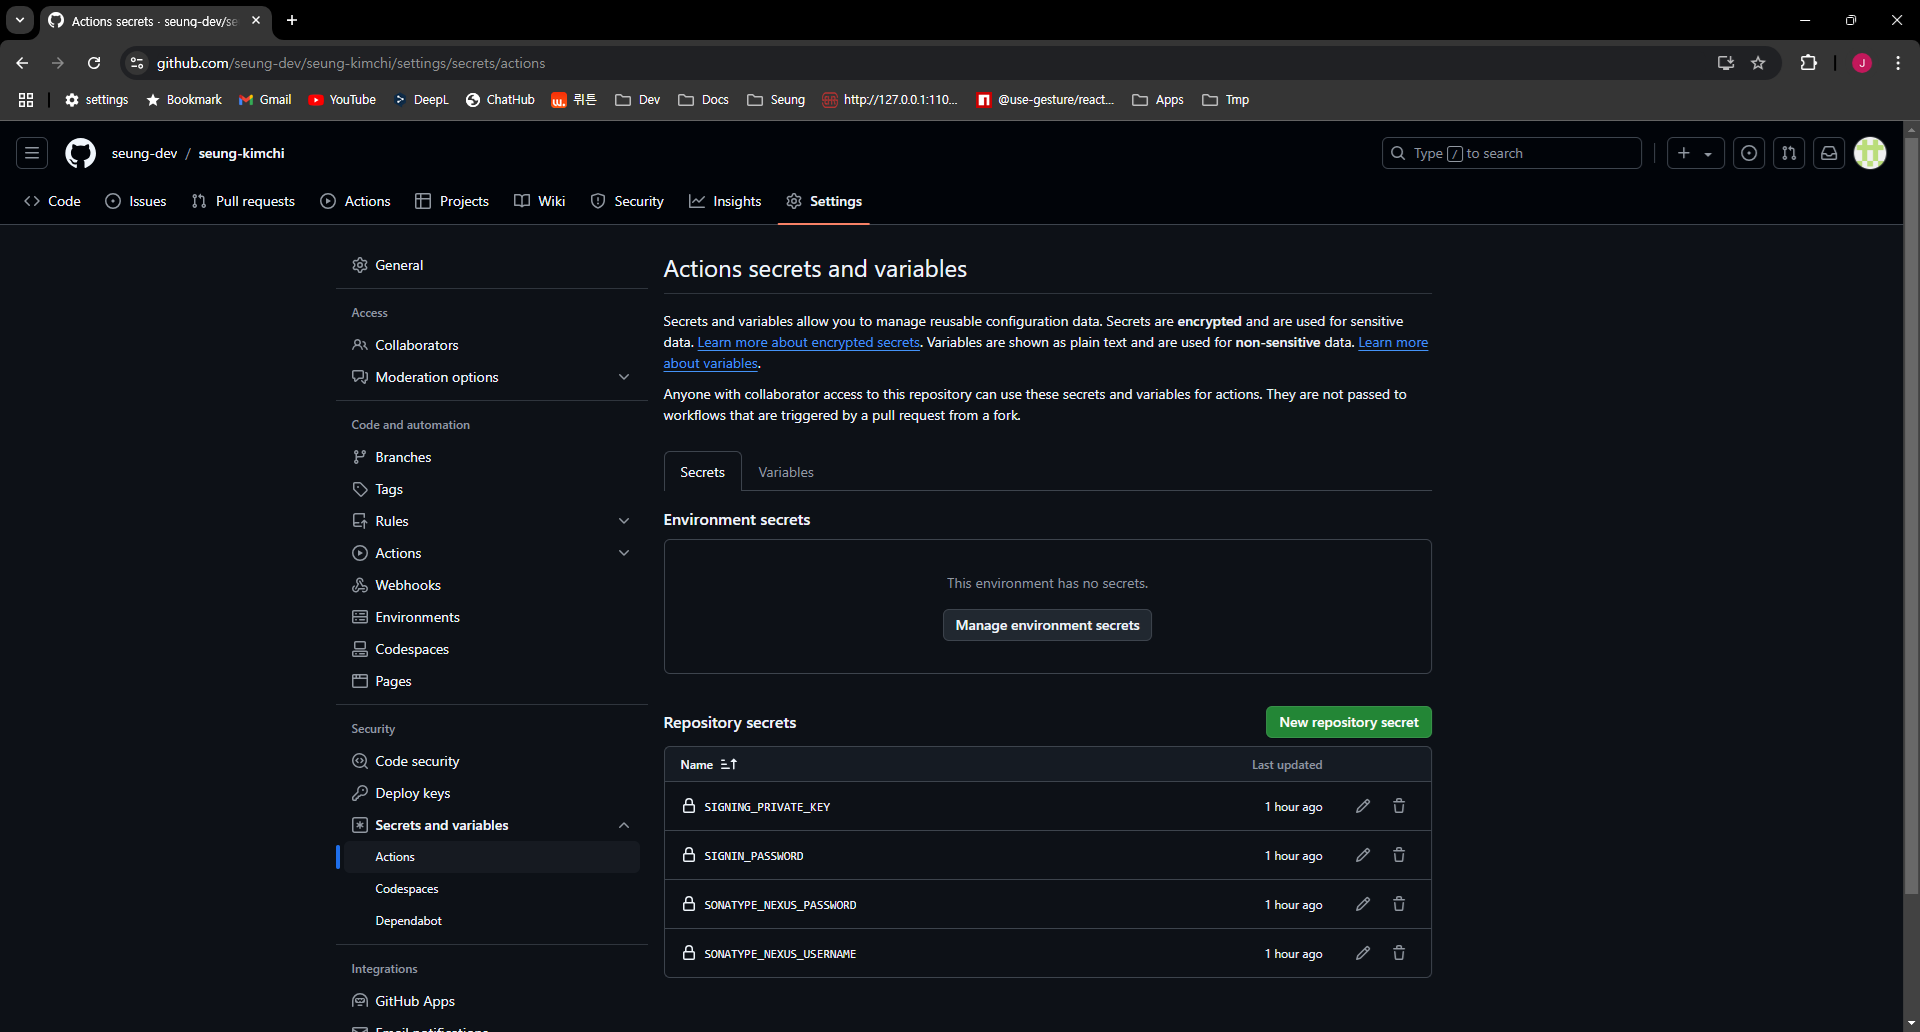 Actions secrets · seung-dev/se
github.com/seung-dev/seung-kimchi/settings/secrets/actions
J
settings
Bookmark
Gmail
YouTube
DeepL
ChatHub
뤼튼
Dev
Docs
Seung
http://127.0.0.1:110...
@use-gesture/react...
Apps
Tmp
seung-dev / seung-kimchi
Type / to search
Code
Issues
Pull requests
Actions
Projects
Wiki
Security
Insights
Settings
General
Access
Collaborators
Moderation options
Code and automation
Branches
Tags
Rules
Actions
Webhooks
Environments
Codespaces
Pages
Security
Code security
Deploy keys
Secrets and variables
Actions
Codespaces
Dependabot
Integrations
GitHub Apps
Email notifications
Actions secrets and variables
Secrets and variables allow you to manage reusable configuration data. Secrets are encrypted and are used for sensitive
data. Learn more about encrypted secrets. Variables are shown as plain text and are used for non-sensitive data. Learn more
about variables.
Anyone with collaborator access to this repository can use these secrets and variables for actions. They are not passed to
workflows that are triggered by a pull request from a fork.
Secrets
Variables
Environment secrets
This environment has no secrets.
Manage environment secrets
Repository secrets
New repository secret
Name
Last updated
SIGNING_PRIVATE_KEY
1 hour ago
SIGNIN_PASSWORD
1 hour ago
SONATYPE_NEXUS_PASSWORD
1 hour ago
SONATYPE_NEXUS_USERNAME
1 hour ago